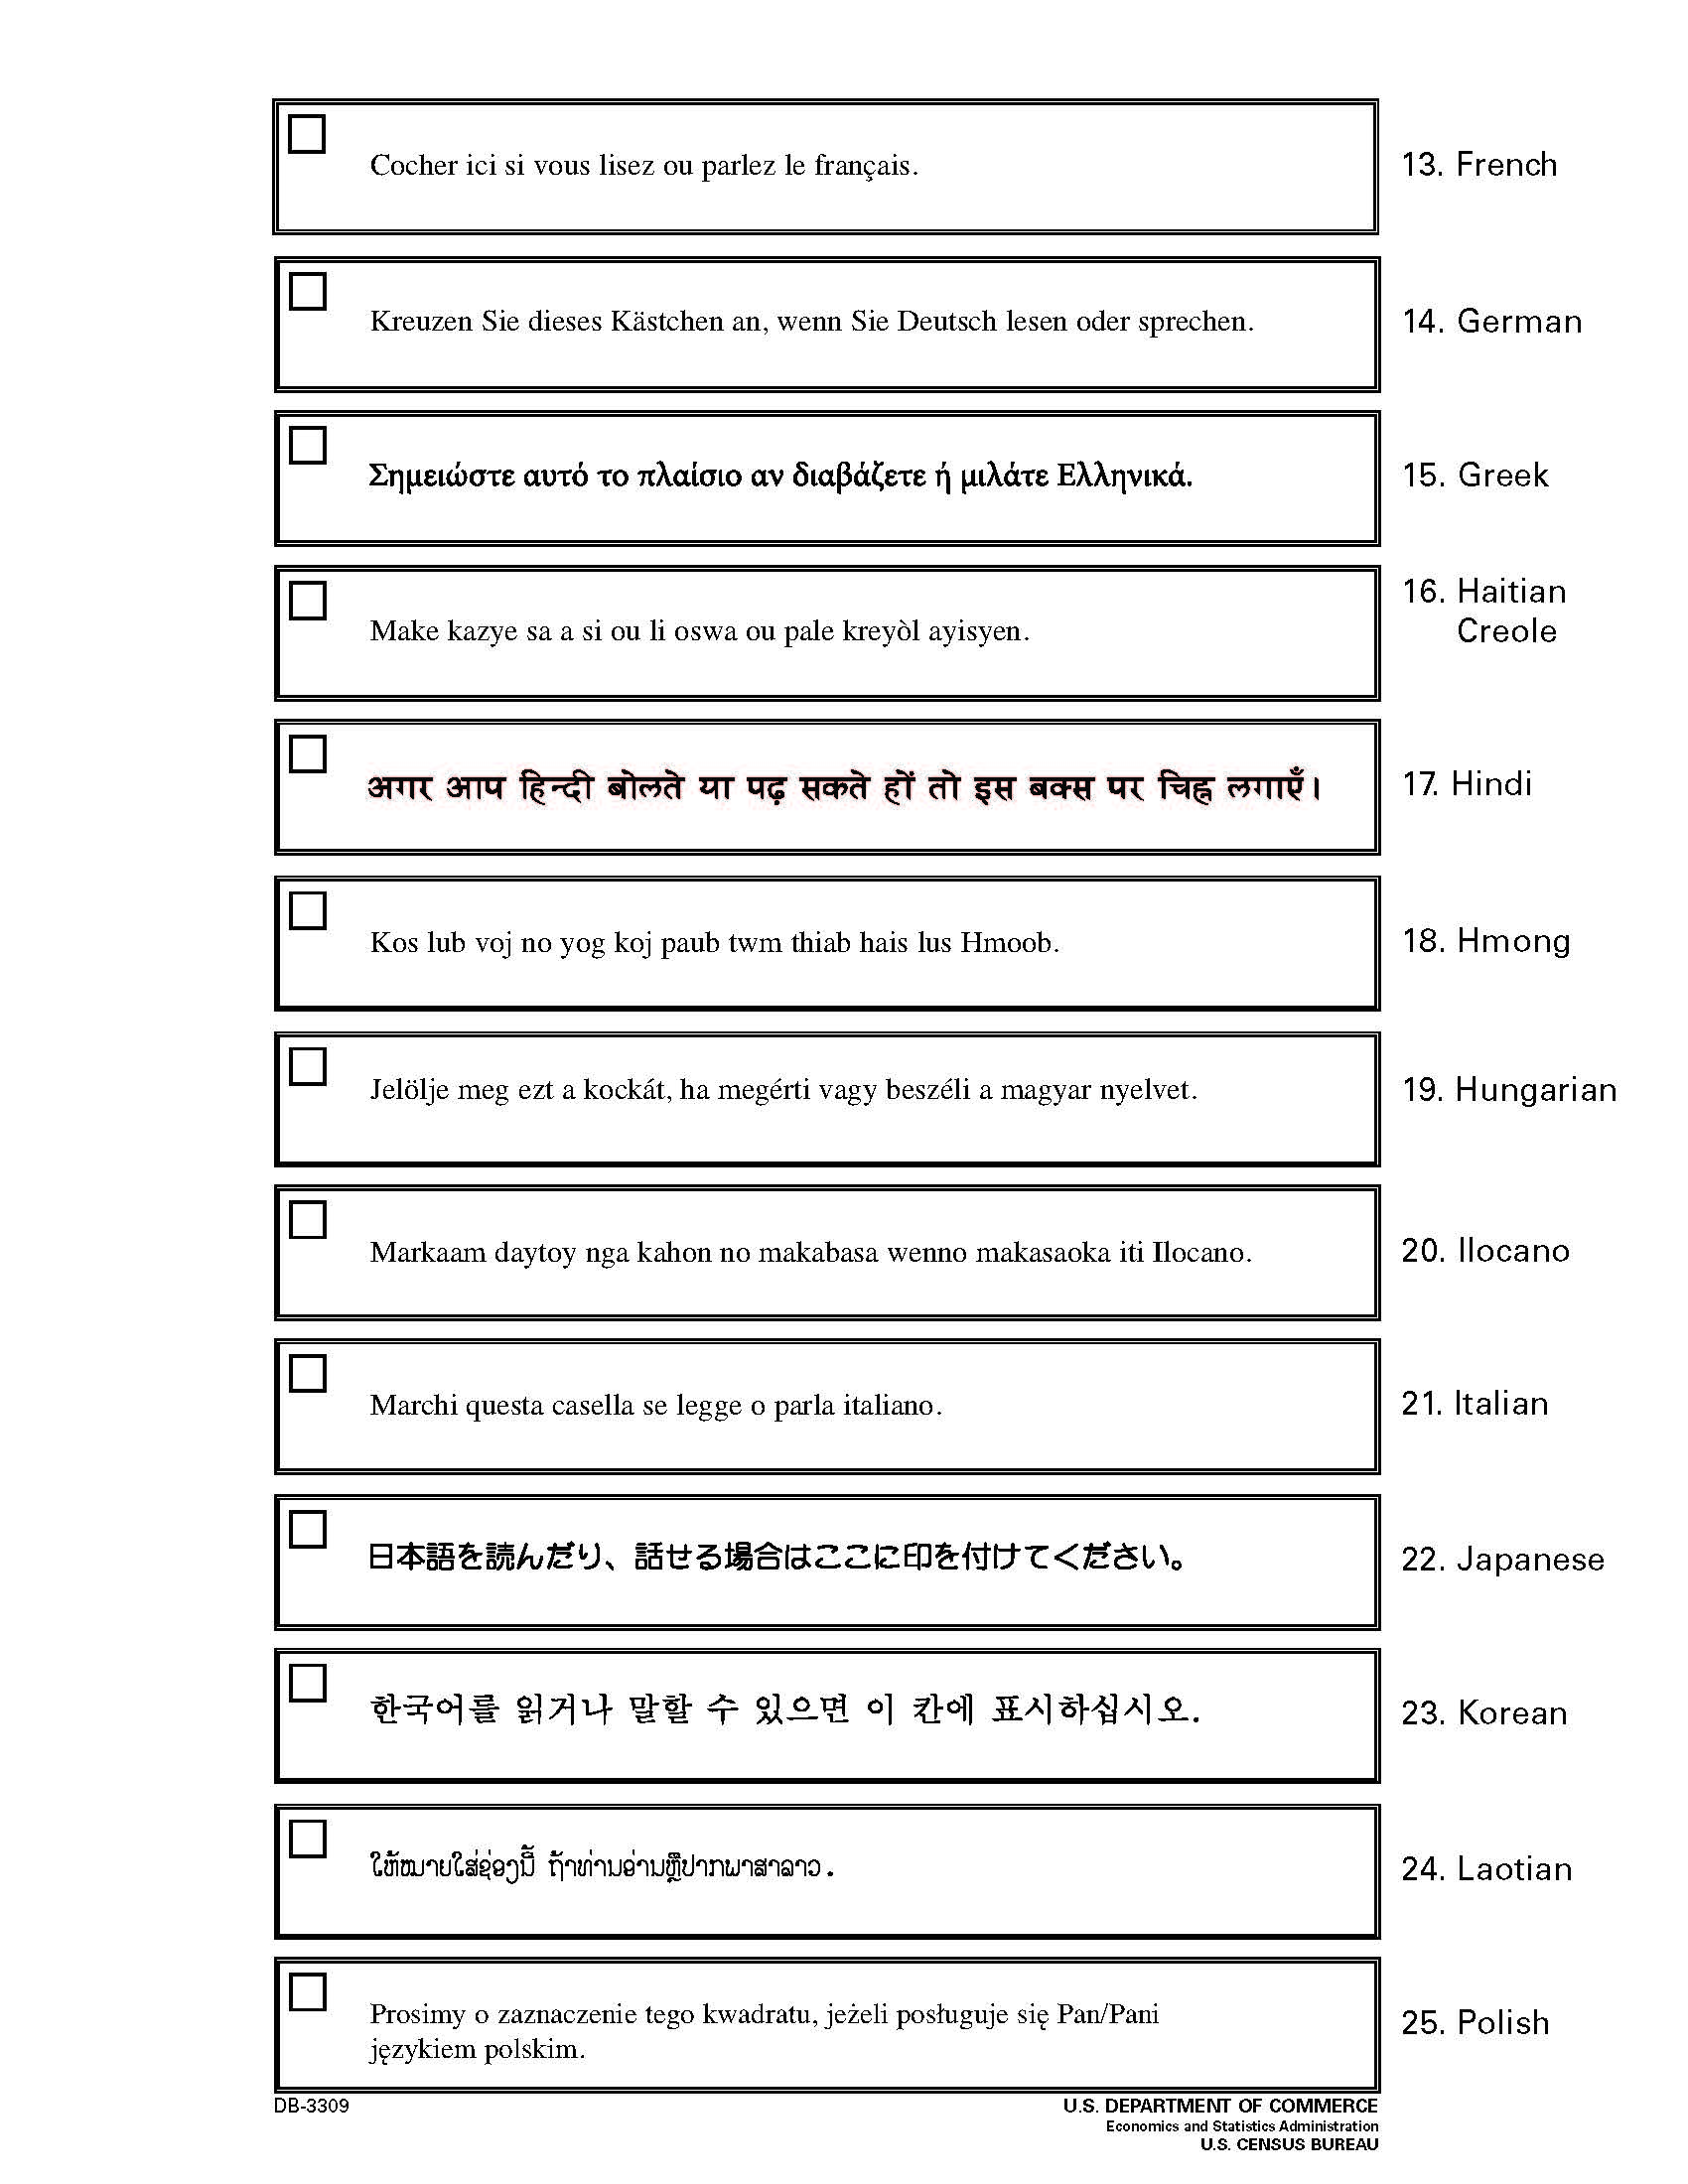 Cocher ici si vous lisez ou parlez le français.
13. French
Kreuzen Sie dieses Kästchen an, wenn Sie Deutsch lesen oder sprechen.
14. German
Σημειώστε αυτό το πλαίσιο αν διαβάζετε ή μιλάτε Ελληνικά.
15. Greek
Make kazye sa a si ou li oswa ou pale kreyòl ayisyen.
16. Haitian
Creole
अगर आप हिन्दी बोलते या पढ़ सकते हों तो इस बक्स पर चिह्न लगाएँ।
17. Hindi
Kos lub voj no yog koj paub twm thiab hais lus Hmoob.
18. Hmong
Jelölje meg ezt a kockát, ha megérti vagy beszéli a magyar nyelvet.
19. Hungarian
Markaam daytoy nga kahon no makabasa wenno makasaoka iti Ilocano.
20. Ilocano
Marchi questa casella se legge o parla italiano.
21. Italian
日本語を読んだり、話せる場合はここに印を付けてください。
22. Japanese
한국어를 읽거나 말할 수 있으면 이 칸에 표시하십시오.
23. Korean
ໃຫ້ໝາຍໃສ່ຊ່ອງນີ້ ຖ້າທ່ານອ່ານຫຼືປາກພາສາລາວ.
24. Laotian
Prosimy o zaznaczenie tego kwadratu, jeżeli posługuje się Pan/Pani
językiem polskim.
25. Polish
DB-3309
U.S. DEPARTMENT OF COMMERCE
Economics and Statistics Administration
U.S. CENSUS BUREAU